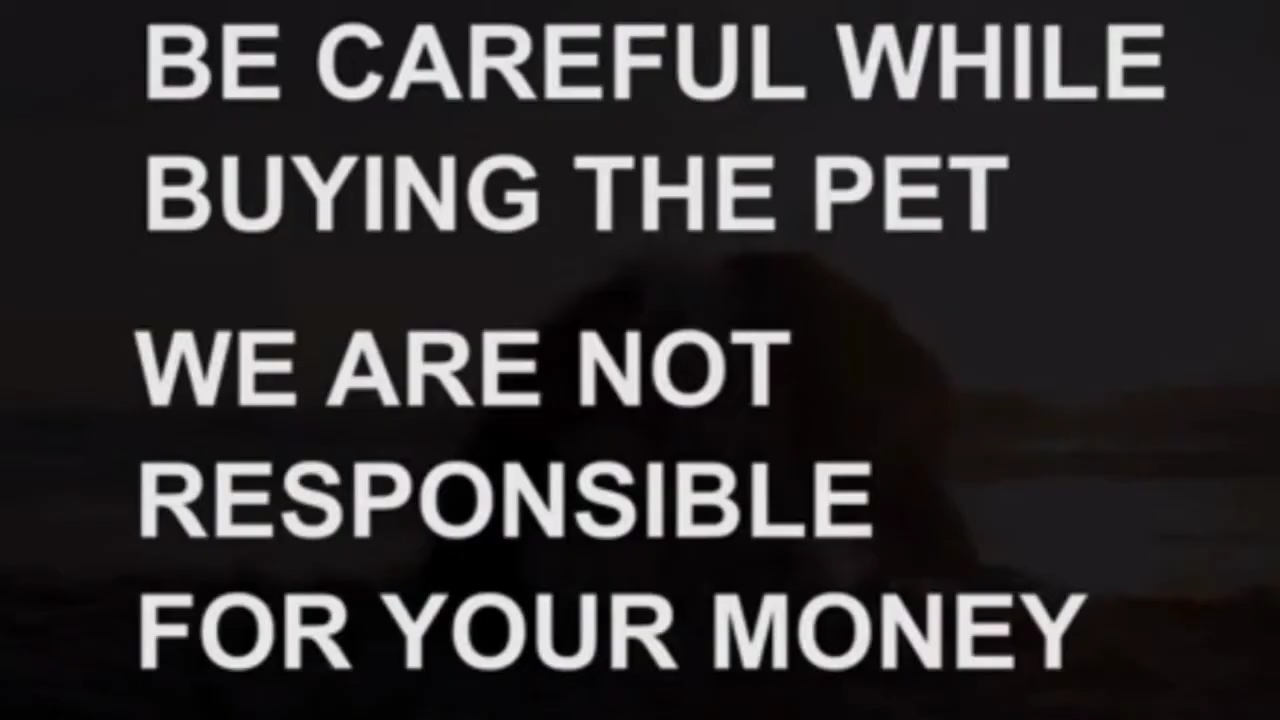 BE CAREFUL WHILE
BUYING THE PET
WE ARE NOT
RESPONSIBLE
FOR YOUR MONEY